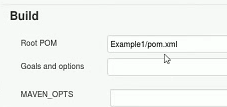 Build
Root POM
Example1/pom.xml
Goals and options
MAVEN_OPTS